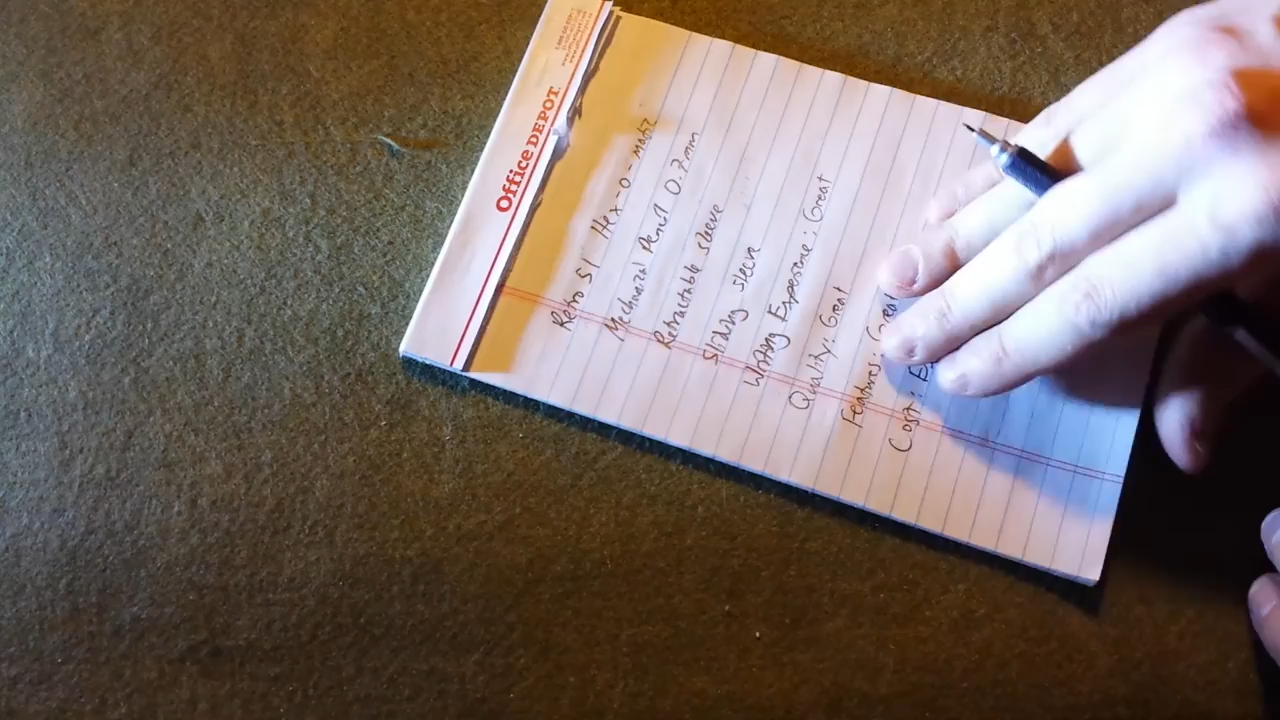 Office DEPOT
Retro 51 Hex-o-matic
Mechanical Pencil 0.7mm
Retractable sleeve
Sliding sleeve
Writing Experience: Great
Quality: Great
Features: Great
Cost: